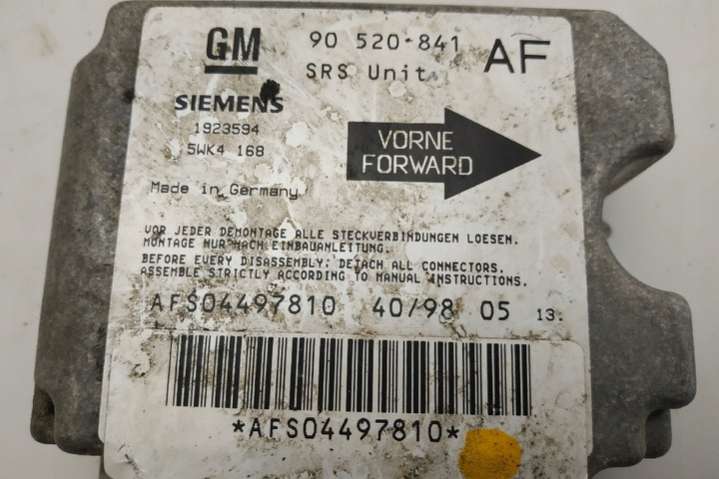 GM 90 520-841 AF
SRS Unit
SIEMENS
1923594
5WK4 168
VORNE
FORWARD
Made in Germany
VOR JEDER DEMONTAGE ALLE STECKVERBINDUNGEN LOESEN.
MONTAGE NUR NACH EINBAUANLEITUNG.
BEFORE EVERY DISASSEMBLY: DETACH ALL CONNECTORS.
ASSEMBLE STRICTLY ACCORDING TO MANUAL INSTRUCTIONS.
AFS04497810 40/98 05 13.
*AFS04497810*